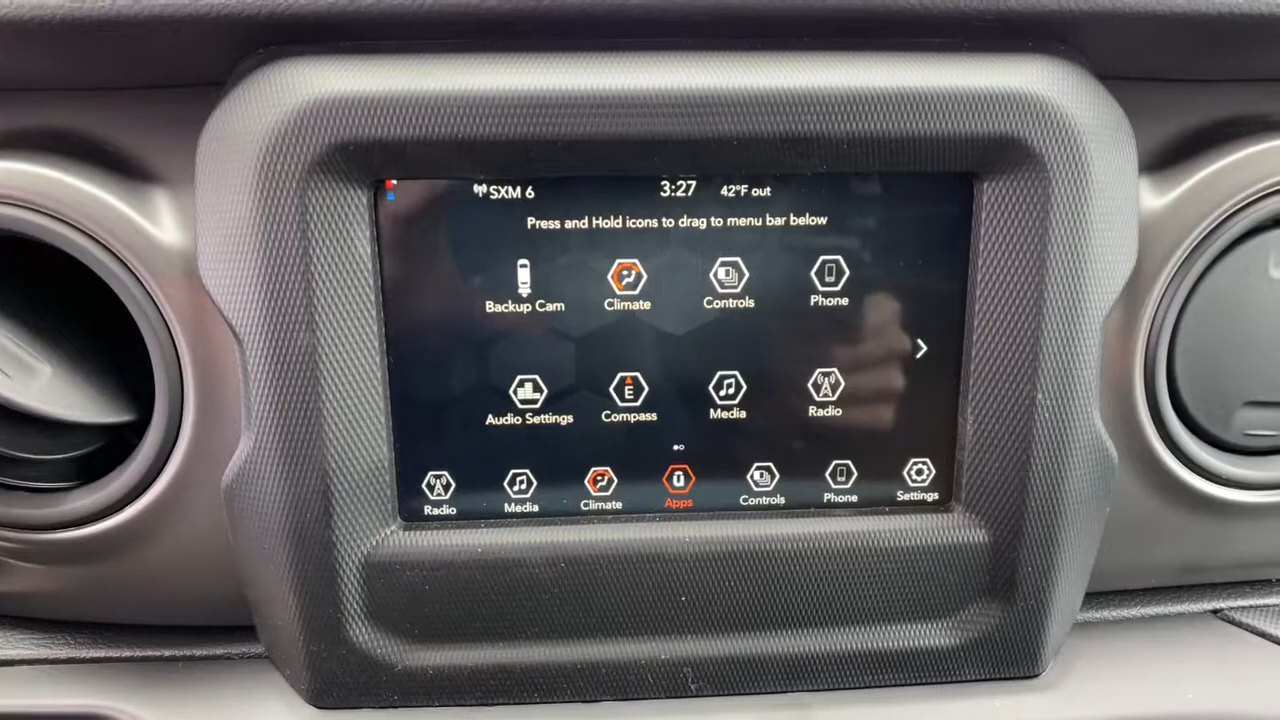 SXM 6 3:27 42°F out
Press and Hold icons to drag to menu bar below
Backup Cam Climate Controls Phone
E
Audio Settings Compass Media Radio
ū
Radio Media Climate Apps Controls Phone Settings